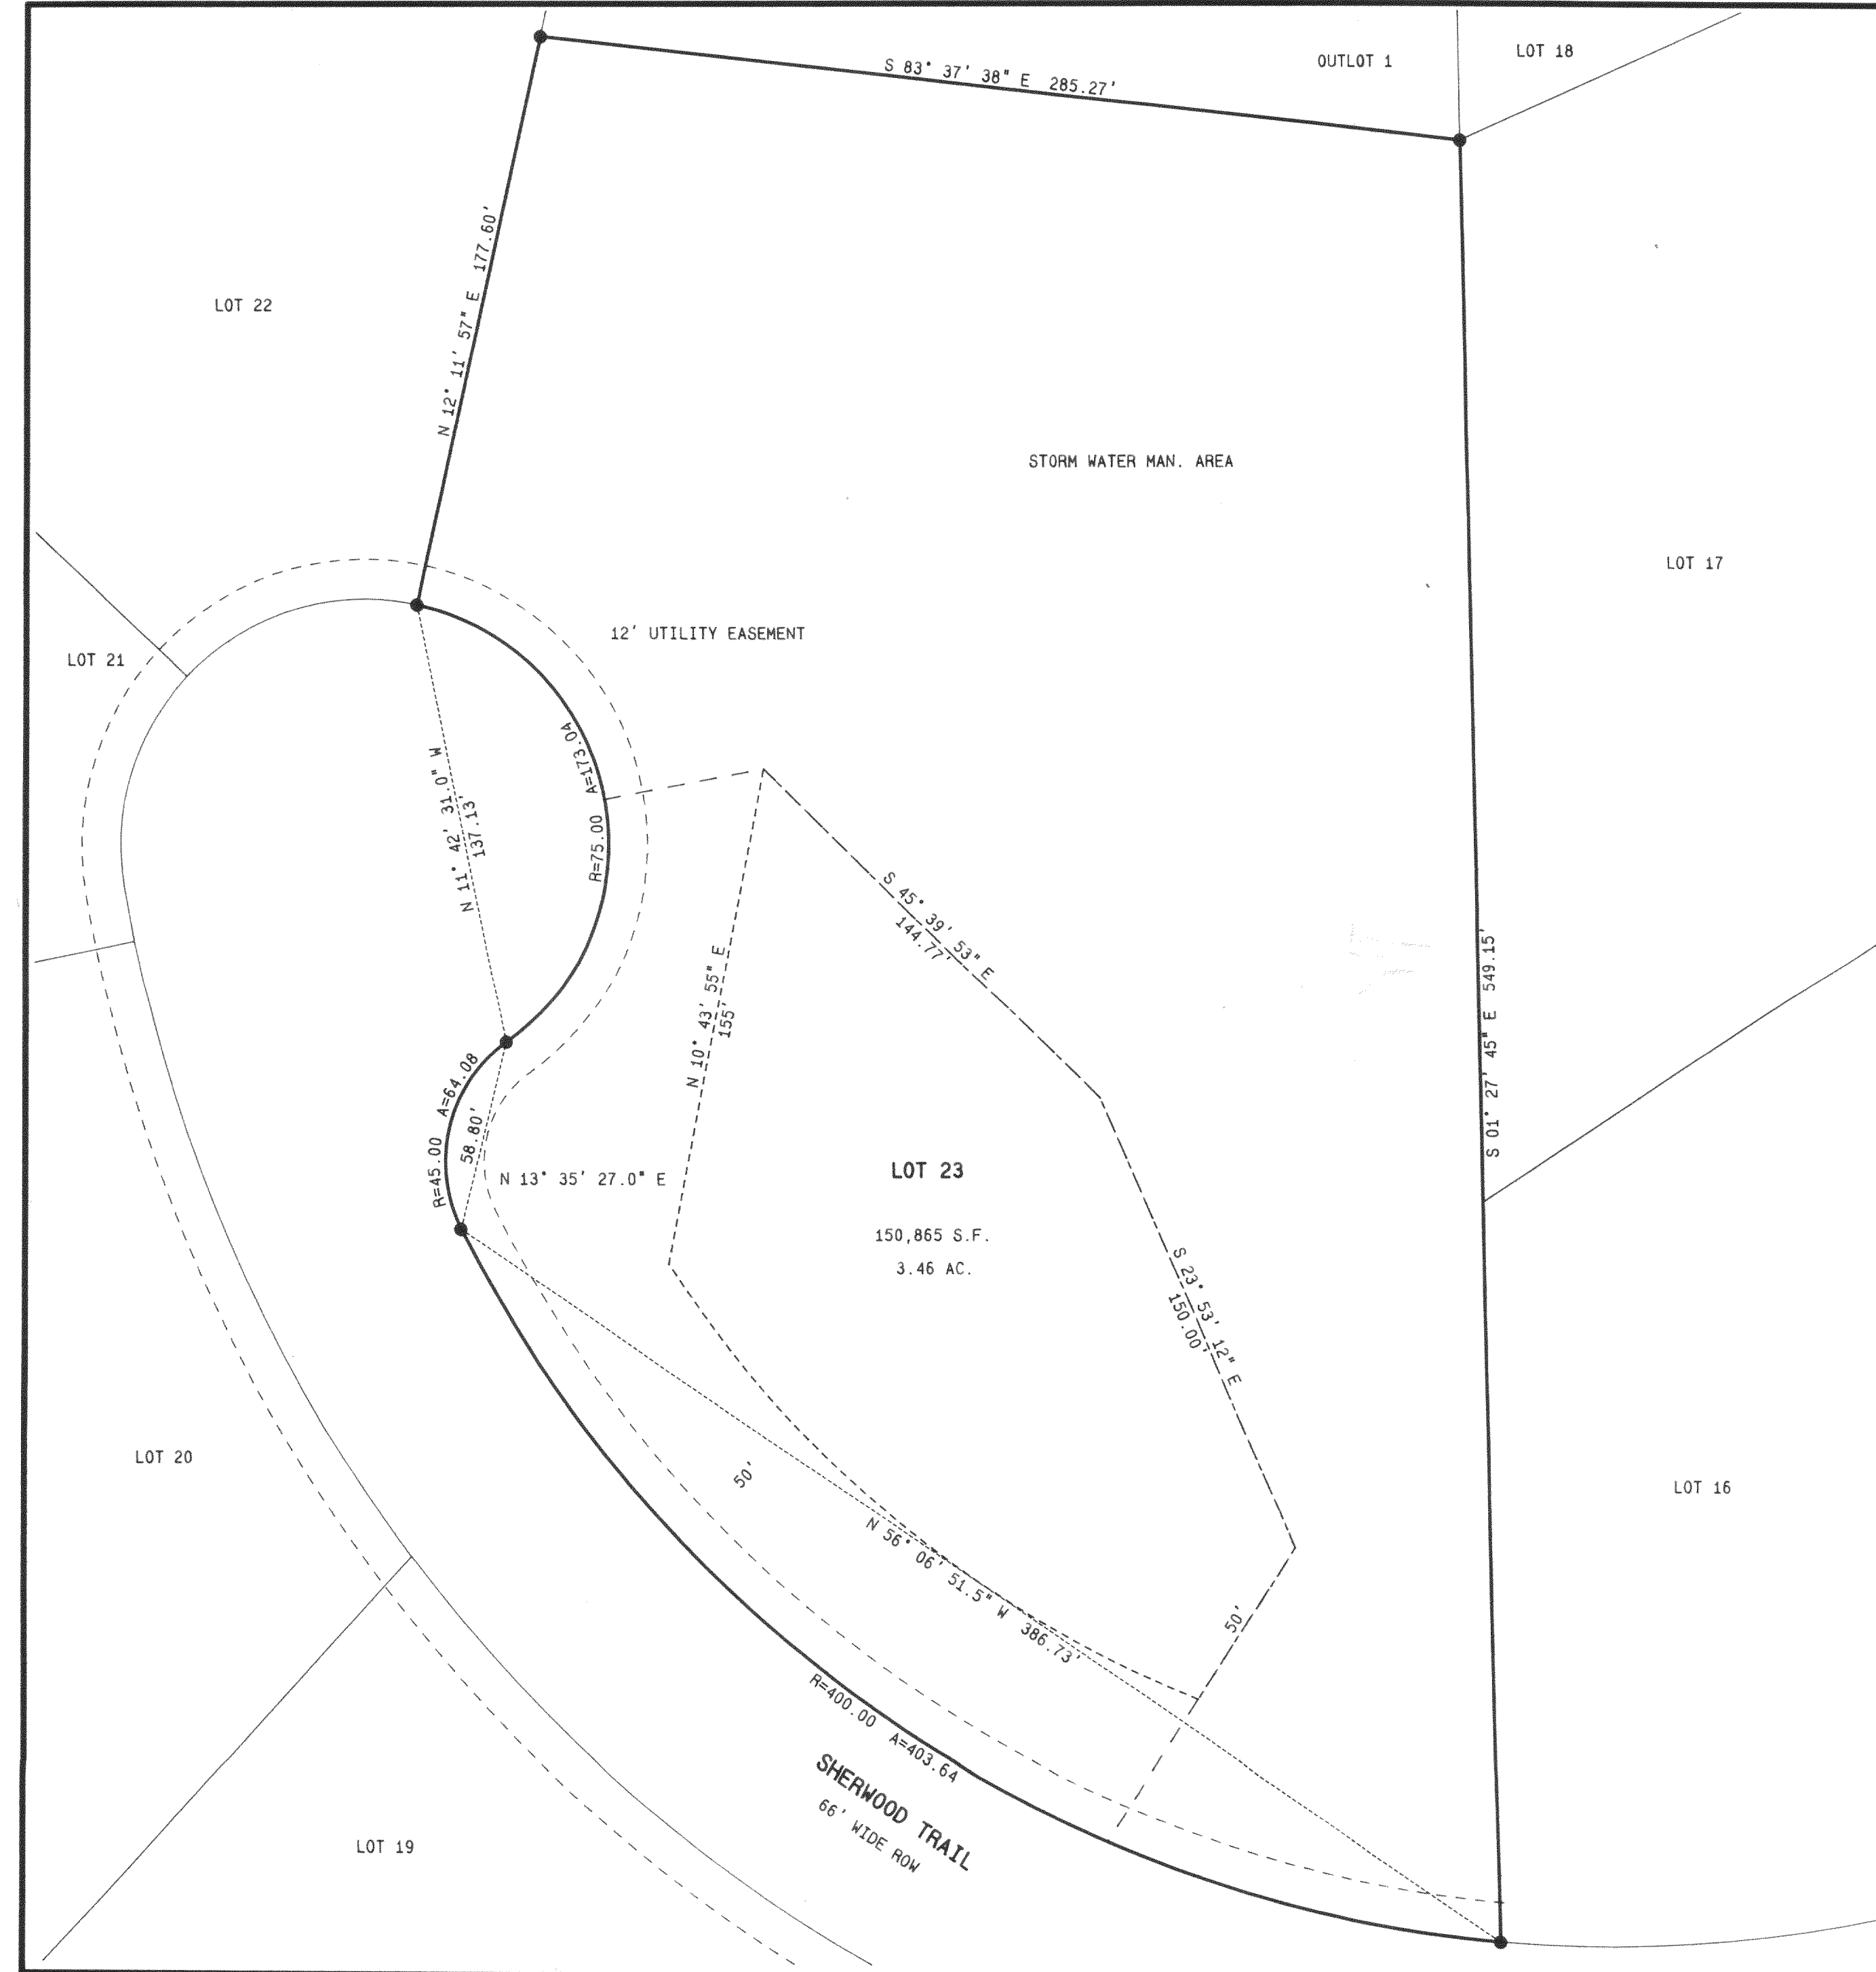 S 83° 37' 38" E 285.27'
OUTLOT 1
LOT 18
N 12° 11' 57" E 177.60'
LOT 22
STORM WATER MAN. AREA
LOT 17
12' UTILITY EASEMENT
LOT 21
N 11° 42' 31.0" W
137.13'
R=75.00 A=173.04
S 45° 39' 53" E
144.77'
N 10° 43' 55" E
155'
S 01° 27' 45" E 549.15'
R=45.00 A=64.08
58.80'
N 13° 35' 27.0" E
LOT 23
150,865 S.F.
3.46 AC.
S 23° 53' 12" E
150.00'
LOT 20
50'
LOT 16
N 56° 06' 51.5" W 386.73'
50'
R=400.00 A=403.64
SHERWOOD TRAIL
66' WIDE ROW
LOT 19